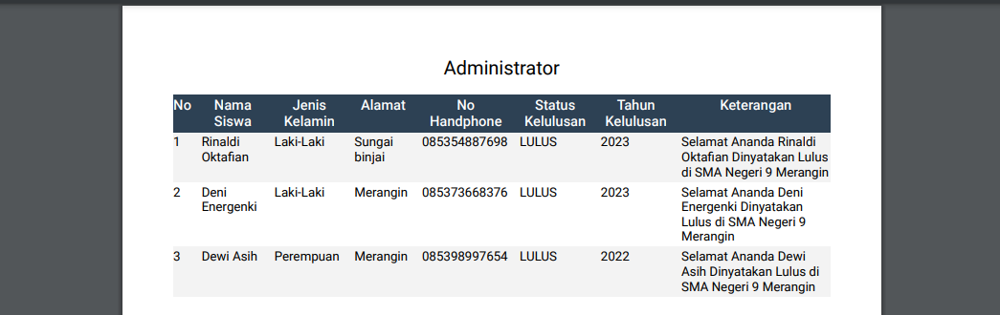 Administrator
No Nama Siswa Jenis Kelamin Alamat No Handphone Status Kelulusan Tahun Kelulusan Keterangan
1 Rinaldi Oktafian Laki-Laki Sungai binjai 085354887698 LULUS 2023 Selamat Ananda Rinaldi Oktafian Dinyatakan Lulus di SMA Negeri 9 Merangin
2 Deni Energenki Laki-Laki Merangin 085373668376 LULUS 2023 Selamat Ananda Deni Energenki Dinyatakan Lulus di SMA Negeri 9 Merangin
3 Dewi Asih Perempuan Merangin 085398997654 LULUS 2022 Selamat Ananda Dewi Asih Dinyatakan Lulus di SMA Negeri 9 Merangin